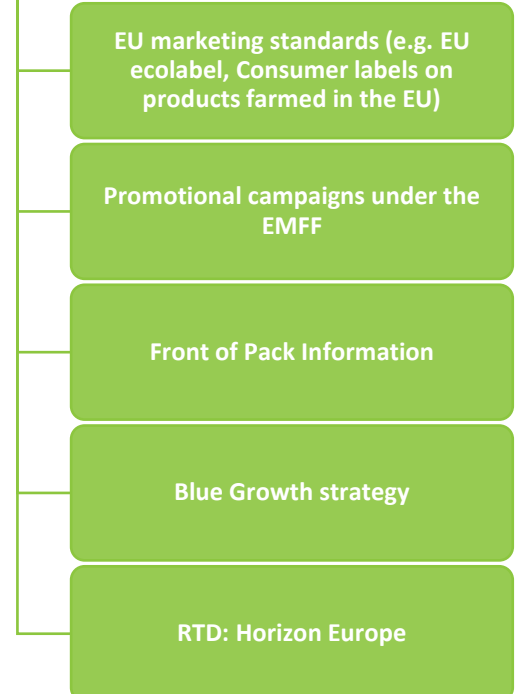 EU marketing standards (e.g. EU
ecolabel, Consumer labels on
products farmed in the EU)
Promotional campaigns under the
EMFF
Front of Pack Information
Blue Growth strategy
RTD: Horizon Europe